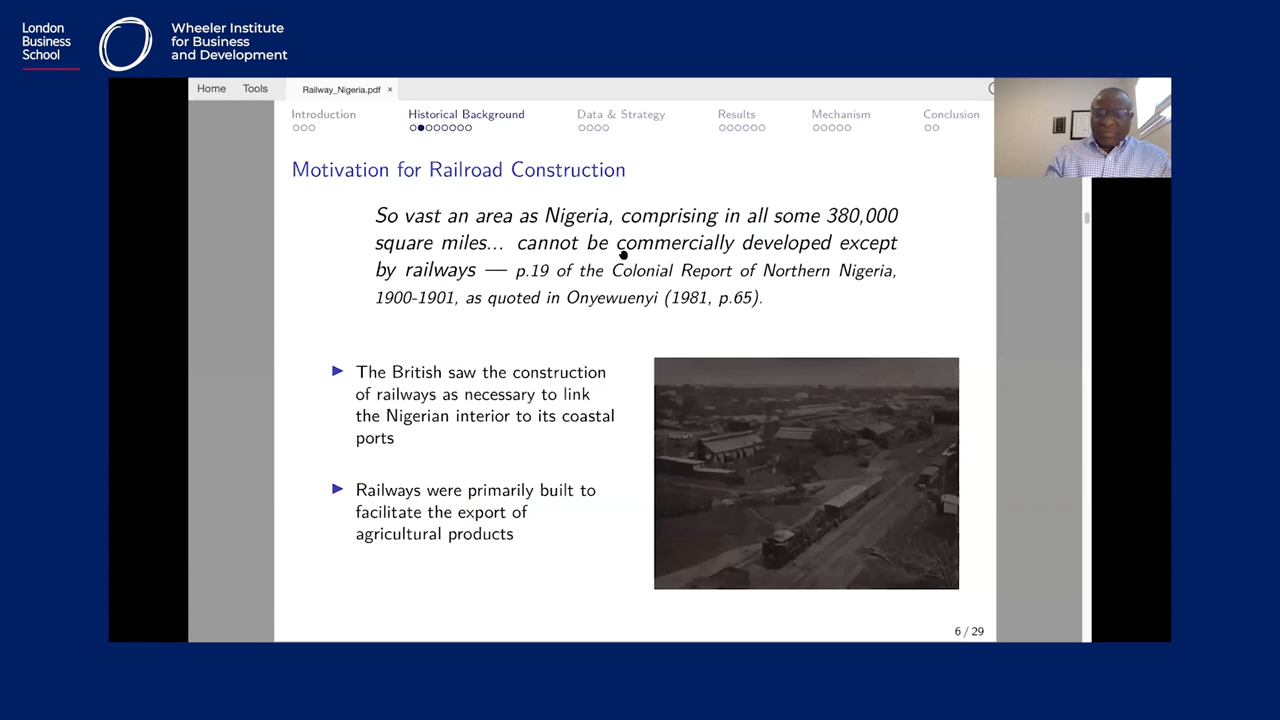 London
Business
School
Wheeler Institute
for Business
and Development
Home Tools Railway_Nigeria.pdf ×
Introduction Historical Background Data & Strategy Results Mechanism Conclusion
Motivation for Railroad Construction
So vast an area as Nigeria, comprising in all some 380,000
square miles... cannot be commercially developed except
by railways — p.19 of the Colonial Report of Northern Nigeria,
1900-1901, as quoted in Onyewuenyi (1981, p.65).
The British saw the construction
of railways as necessary to link
the Nigerian interior to its coastal
ports
Railways were primarily built to
facilitate the export of
agricultural products
6 / 29